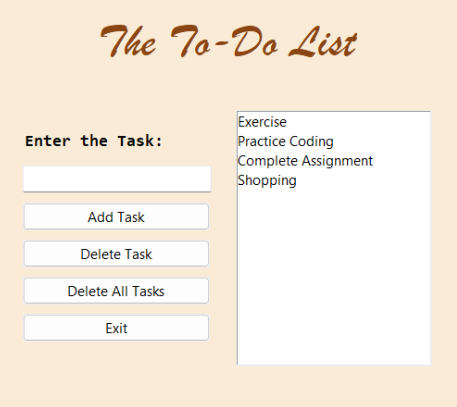 The To-Do List
Enter the Task:
Add Task
Delete Task
Delete All Tasks
Exit
Exercise
Practice Coding
Complete Assignment
Shopping